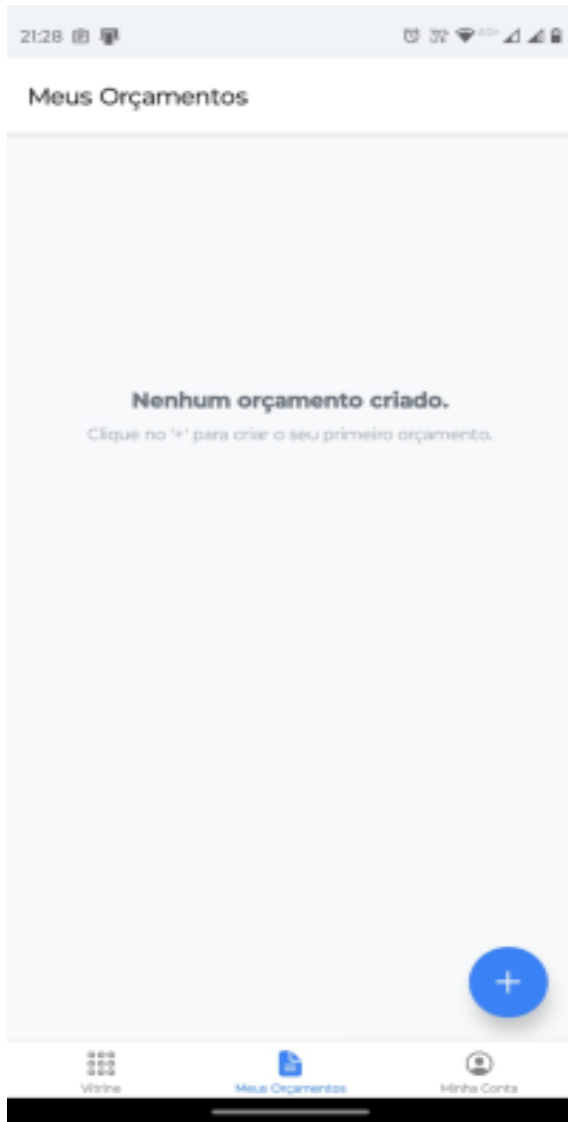 21:28
Meus Orçamentos
Nenhum orçamento criado.
Clique no '+' para criar o seu primeiro orçamento.
Vitrine
Meus Orçamentos
Minha Conta